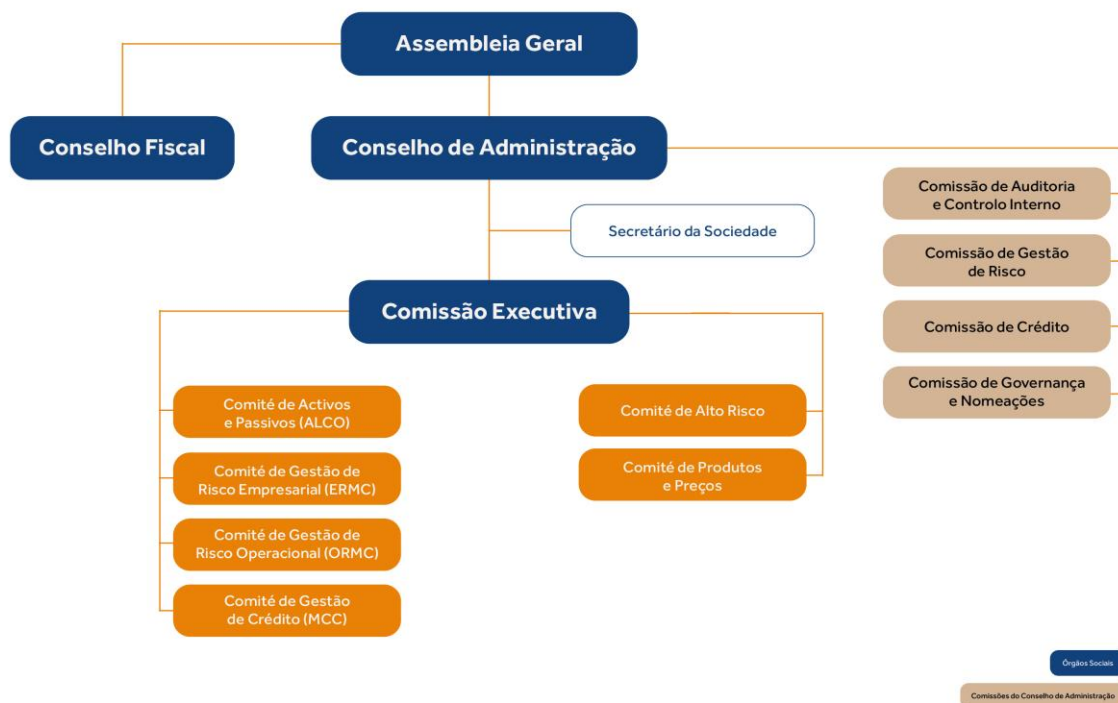 Assembleia Geral
Conselho Fiscal
Conselho de Administração
Secretário da Sociedade
Comissão Executiva
Comité de Activos
e Passivos (ALCO)
Comité de Gestão de
Risco Empresarial (ERMC)
Comité de Gestão de
Risco Operacional (ORMC)
Comité de Gestão
de Crédito (MCC)
Comité de Alto Risco
Comité de Produtos
e Preços
Comissão de Auditoria
e Controlo Interno
Comissão de Gestão
de Risco
Comissão de Crédito
Comissão de Governança
e Nomeações
Órgãos Sociais
Comissões do Conselho de Administração